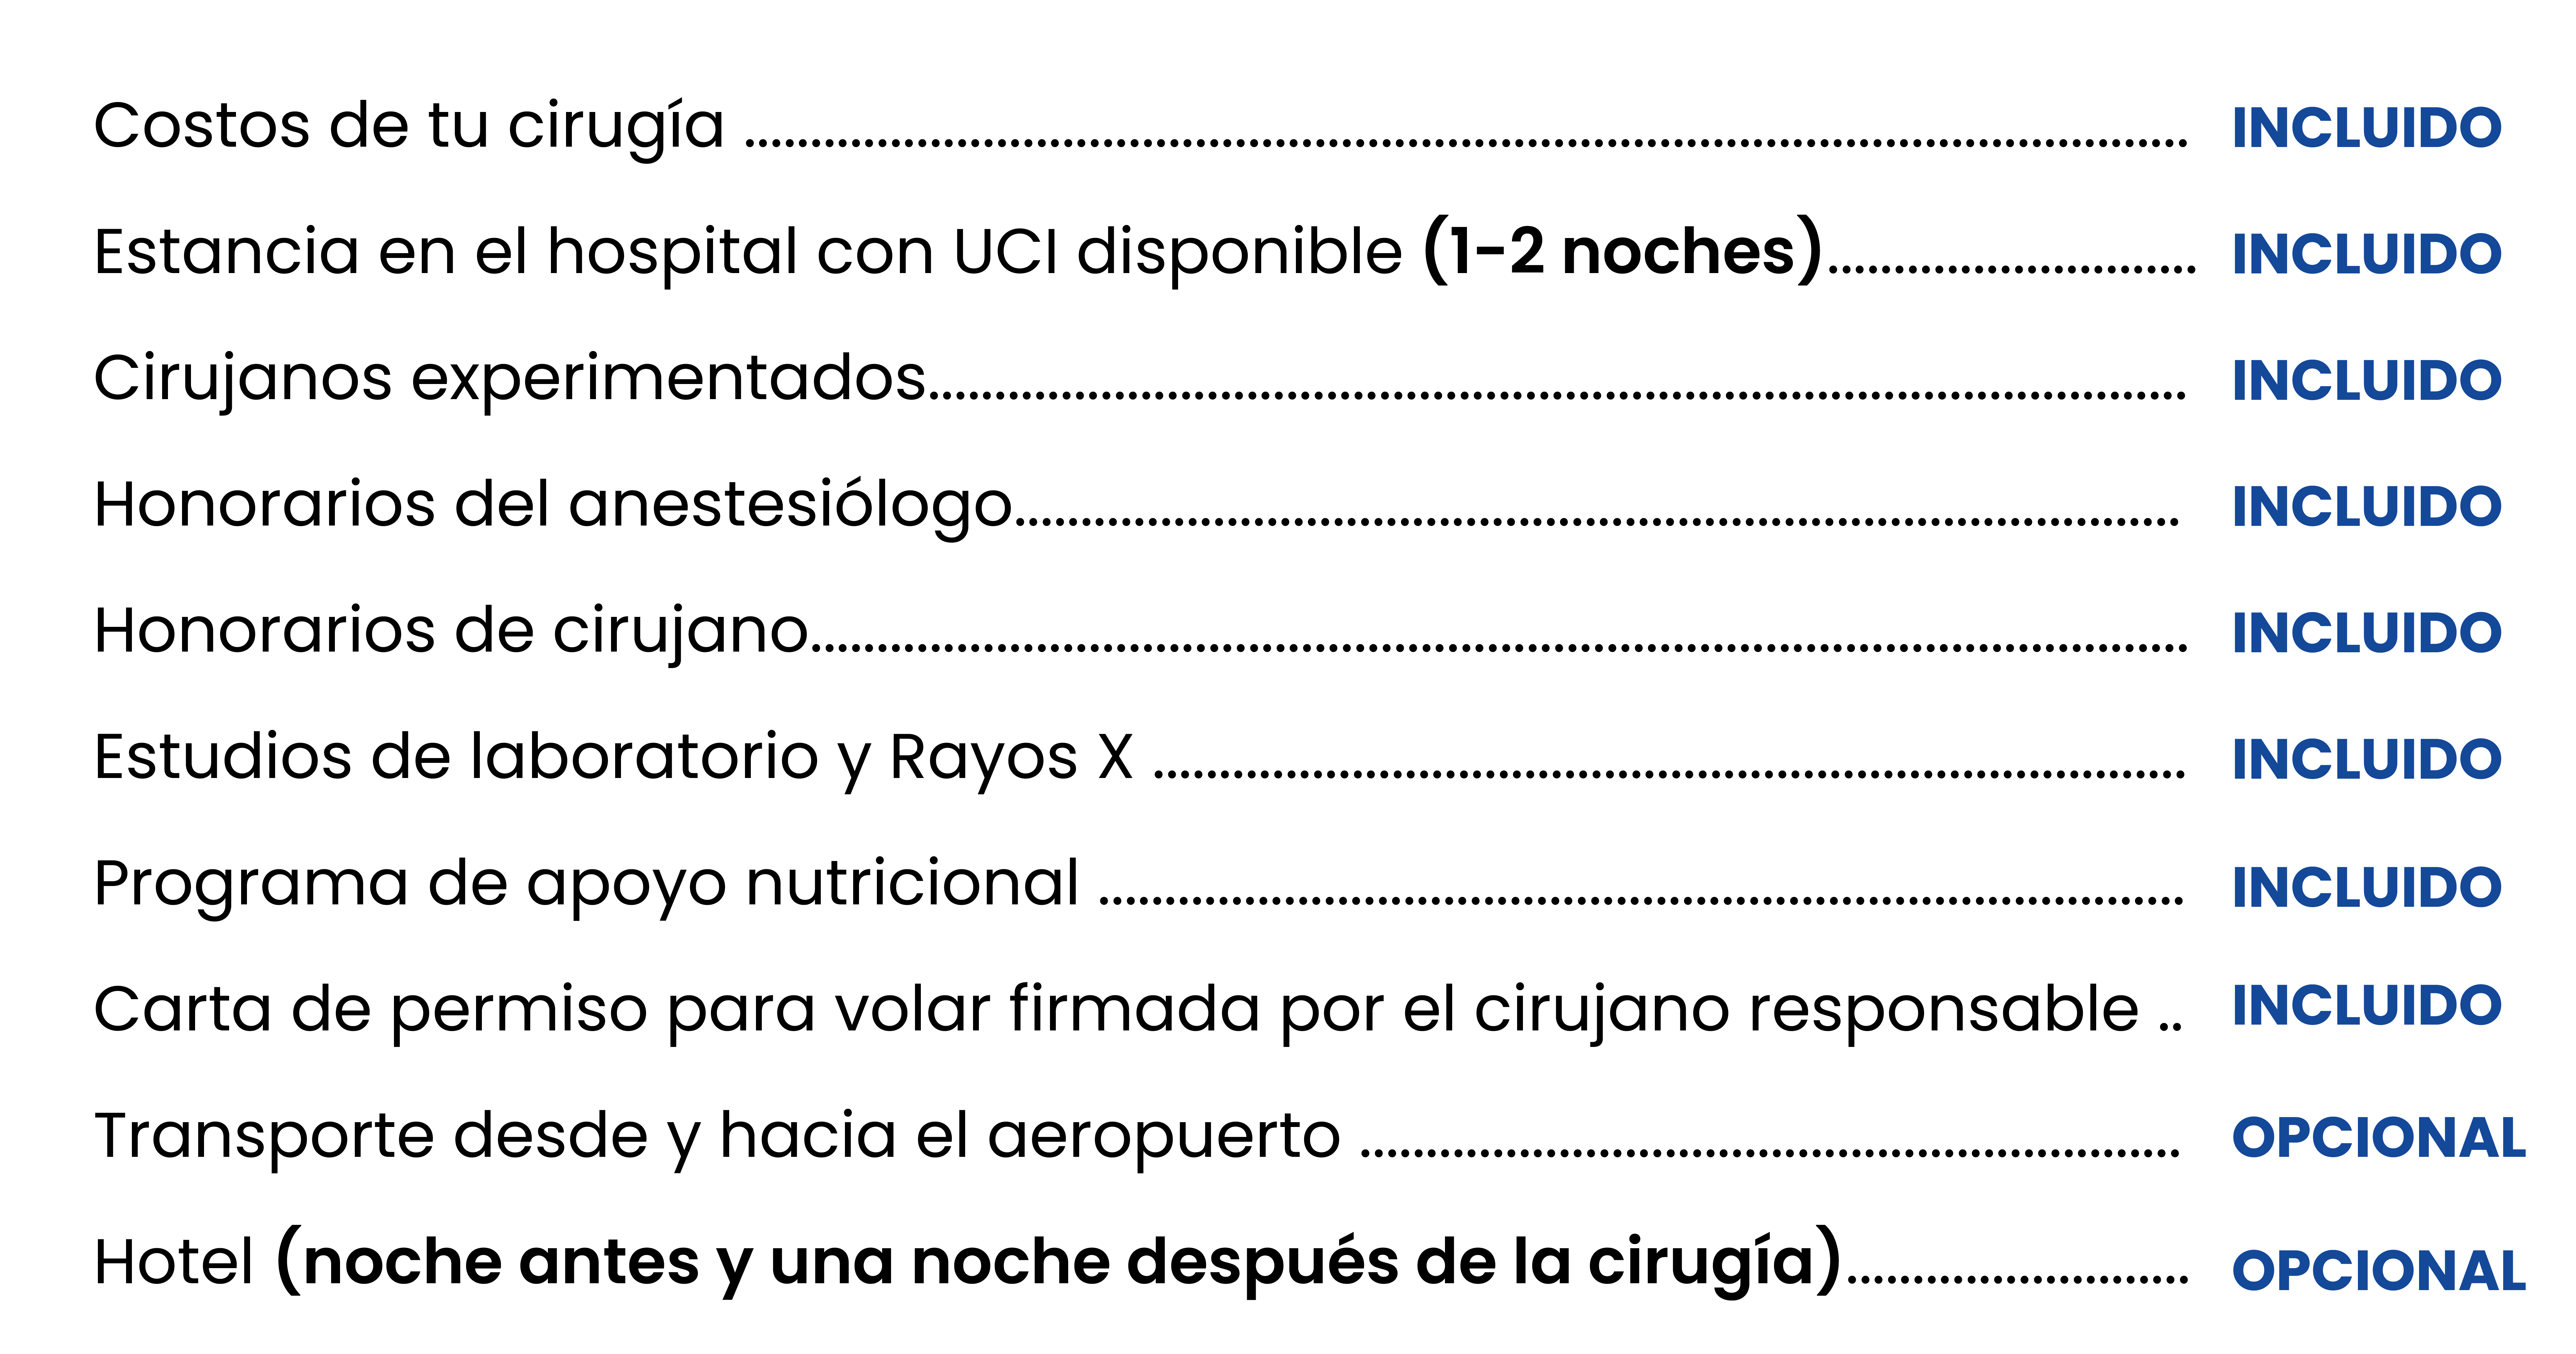 Costos de tu cirugía ............................................................................................................. INCLUIDO
Estancia en el hospital con UCI disponible (1-2 noches)............................ INCLUIDO
Cirujanos experimentados............................................................................................... INCLUIDO
Honorarios del anestesiólogo........................................................................................ INCLUIDO
Honorarios de cirujano........................................................................................................ INCLUIDO
Estudios de laboratorio y Rayos X .............................................................................. INCLUIDO
Programa de apoyo nutricional .................................................................................. INCLUIDO
Carta de permiso para volar firmada por el cirujano responsable .. INCLUIDO
Transporte desde y hacia el aeropuerto .............................................................. OPCIONAL
Hotel (noche antes y una noche después de la cirugía).......................... OPCIONAL